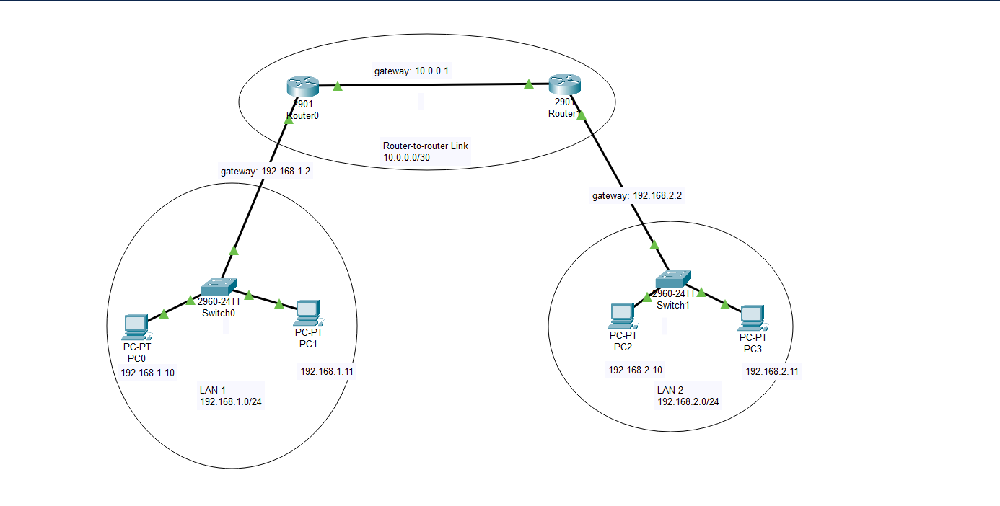 gateway: 10.0.0.1
2901
Router0
2901
Router1
Router-to-router Link
10.0.0.0/30
gateway: 192.168.1.2
gateway: 192.168.2.2
2960-24TT
Switch0
PC-PT
PC0
PC-PT
PC1
192.168.1.10
192.168.1.11
LAN 1
192.168.1.0/24
2960-24TT
Switch1
PC-PT
PC2
PC-PT
PC3
192.168.2.10
192.168.2.11
LAN 2
192.168.2.0/24